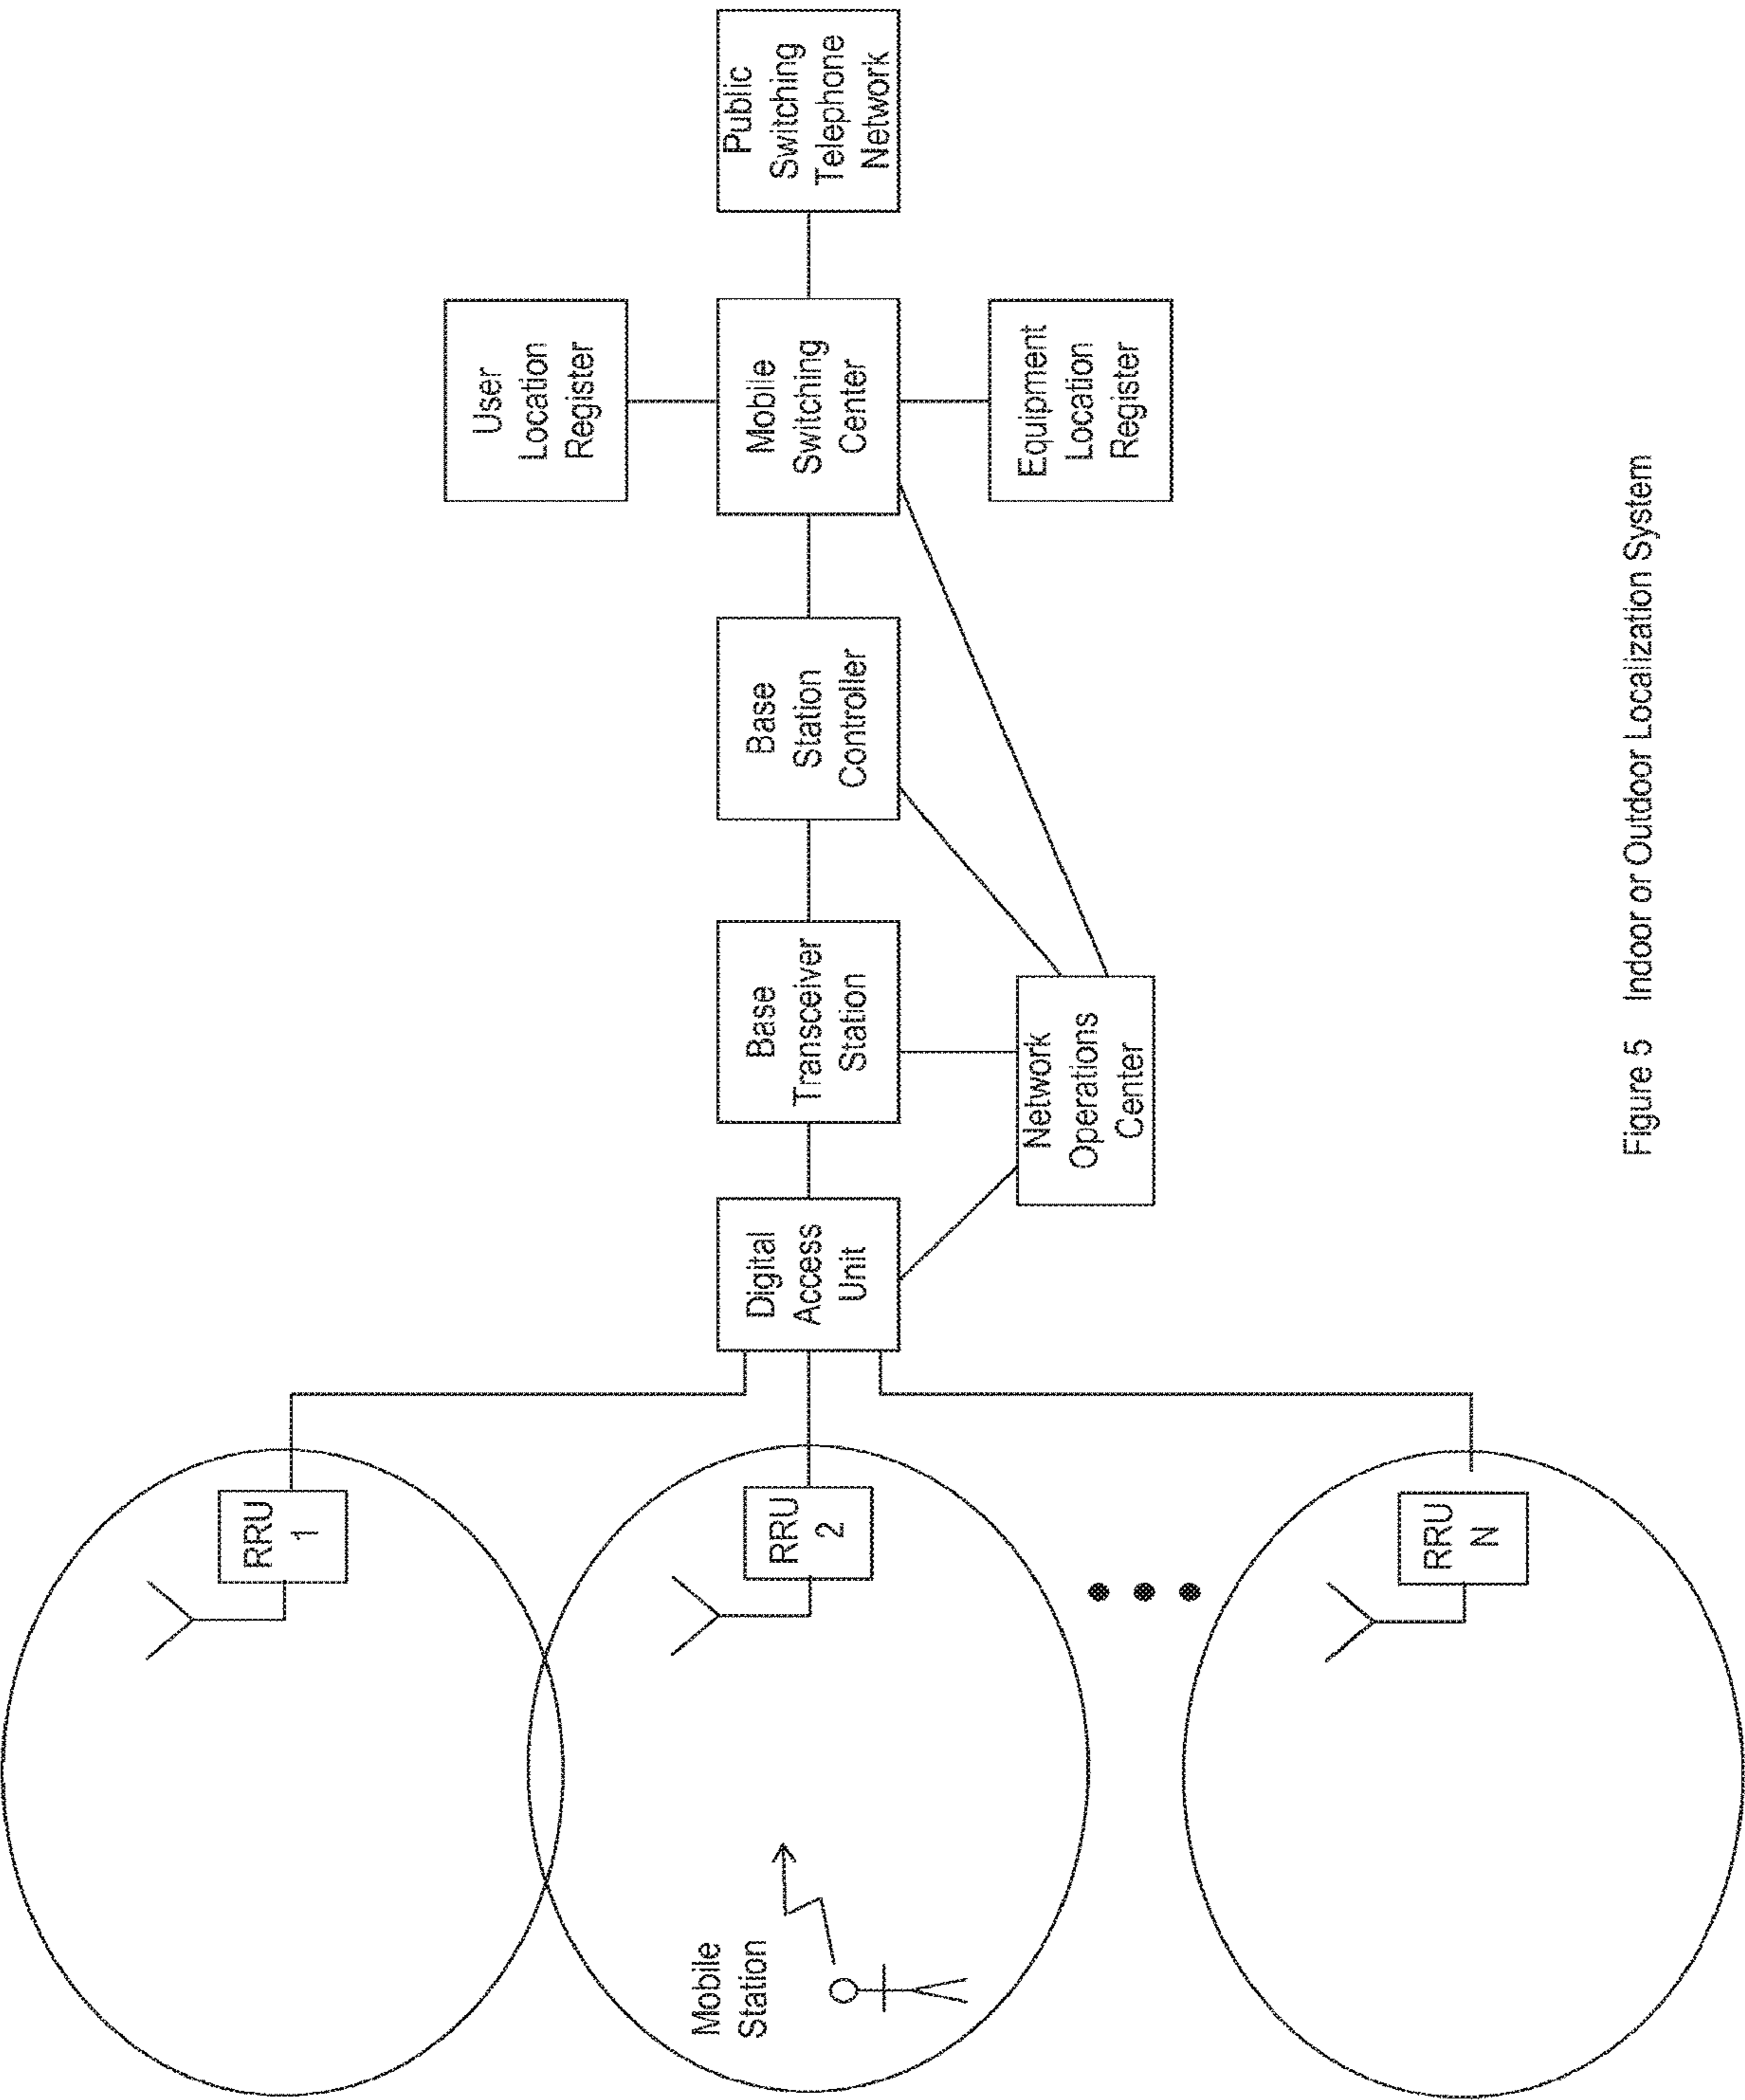 RRU
1
RRU
2
RRU
N
Mobile
Station
Digital
Access
Unit
Base
Transceiver
Station
Network
Operations
Center
Base
Station
Controller
User
Location
Register
Mobile
Switching
Center
Equipment
Location
Register
Public
Switching
Telephone
Network
Figure 5 Indoor or Outdoor Localization System